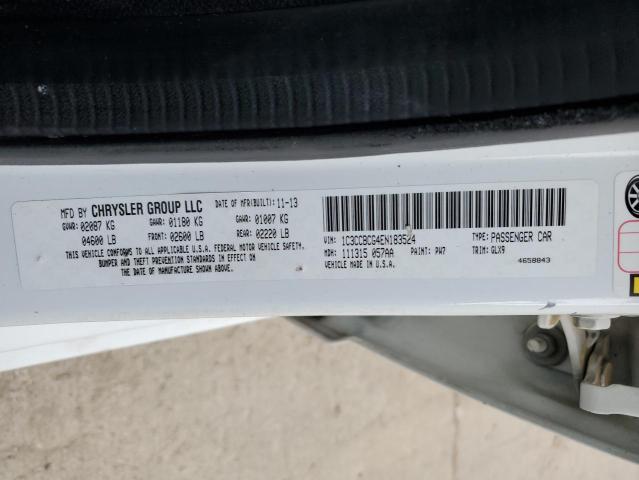 MFD BY CHRYSLER GROUP LLC DATE OF MFR(BUILT): 11-13
GVWR: 02087 KG GAWR: 01180 KG GAWR: 01007 KG
04600 LB FRONT: 02600 LB REAR: 02220 LB
THIS VEHICLE CONFORMS TO ALL APPLICABLE U.S.A. FEDERAL MOTOR VEHICLE SAFETY,
BUMPER AND THEFT PREVENTION STANDARDS IN EFFECT ON
THE DATE OF MANUFACTURE SHOWN ABOVE.
VIN: 1C3CCBCG4EN183524 TYPE: PASSENGER CAR
MDH: 111315 057AA PAINT: PW7 TRIM: GLX9
VEHICLE MADE IN U.S.A. 4658843